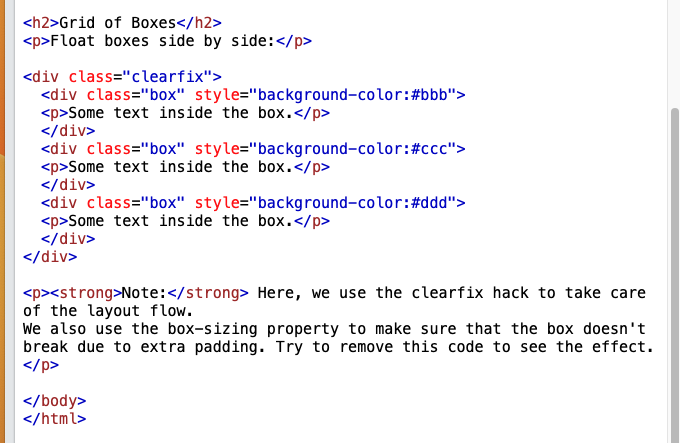 <h2>Grid of Boxes</h2>
<p>Float boxes side by side:</p>
<div class="clearfix">
<div class="box" style="background-color:#bbb">
<p>Some text inside the box.</p>
</div>
<div class="box" style="background-color:#ccc">
<p>Some text inside the box.</p>
</div>
<div class="box" style="background-color:#ddd">
<p>Some text inside the box.</p>
</div>
</div>
<p><strong>Note:</strong> Here, we use the clearfix hack to take care
of the layout flow.
We also use the box-sizing property to make sure that the box doesn't
break due to extra padding. Try to remove this code to see the effect.
</p>
</body>
</html>